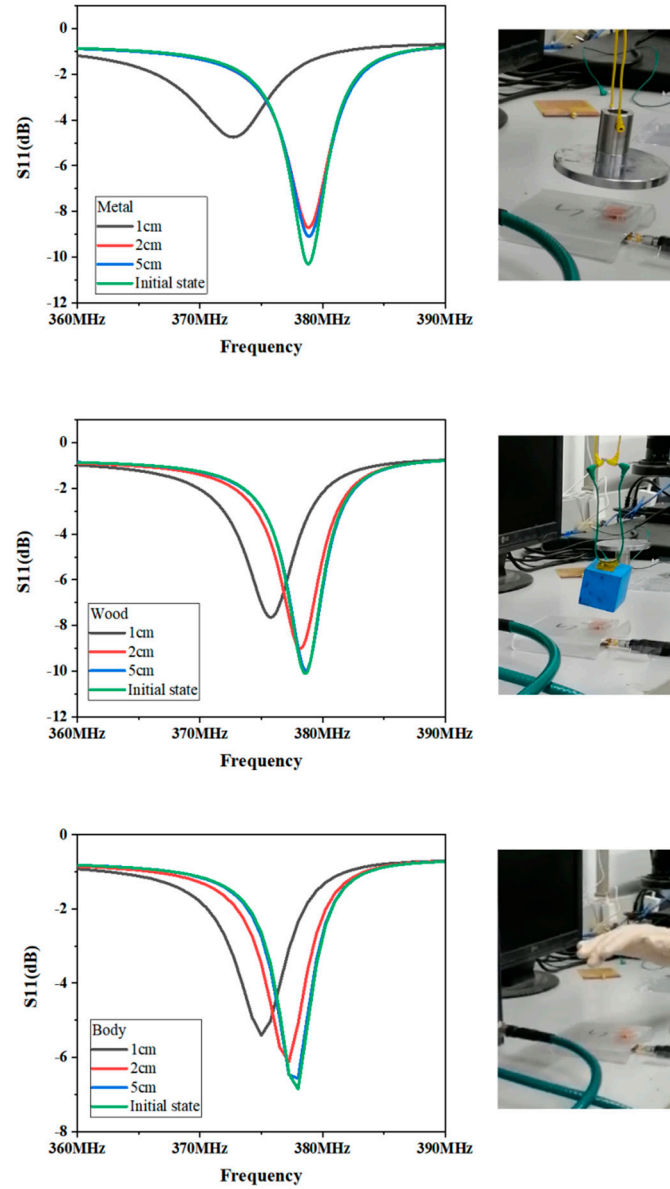 0
-2
-4
-6
-8
-10
-12
S11(dB)
Metal
1cm
2cm
5cm
Initial state
360MHz 370MHz 380MHz 390MHz
Frequency
0
-2
-4
-6
-8
-10
-12
S11(dB)
Wood
1cm
2cm
5cm
Initial state
360MHz 370MHz 380MHz 390MHz
Frequency
0
-2
-4
-6
-8
S11(dB)
Body
1cm
2cm
5cm
Initial state
360MHz 370MHz 380MHz 390MHz
Frequency